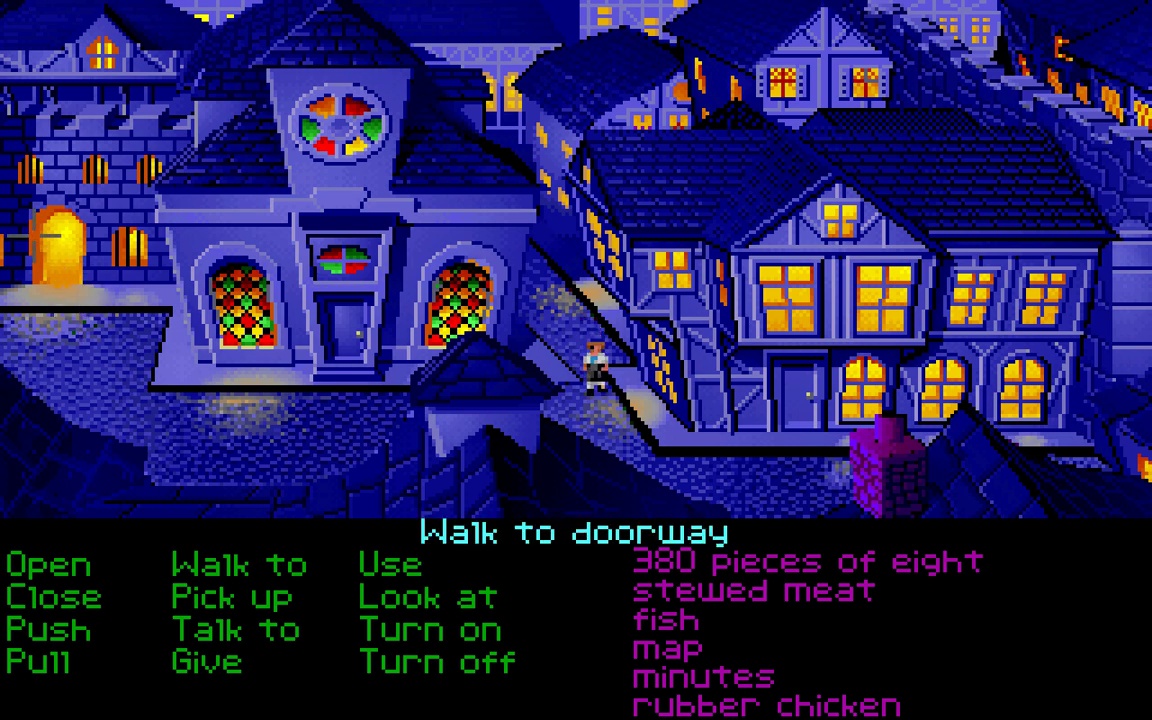 Walk to doorway
Open Walk to Use
Close Pick up Look at
Push Talk to Turn on
Pull Give Turn off
380 pieces of eight
stewed meat
fish
map
minutes
rubber chicken